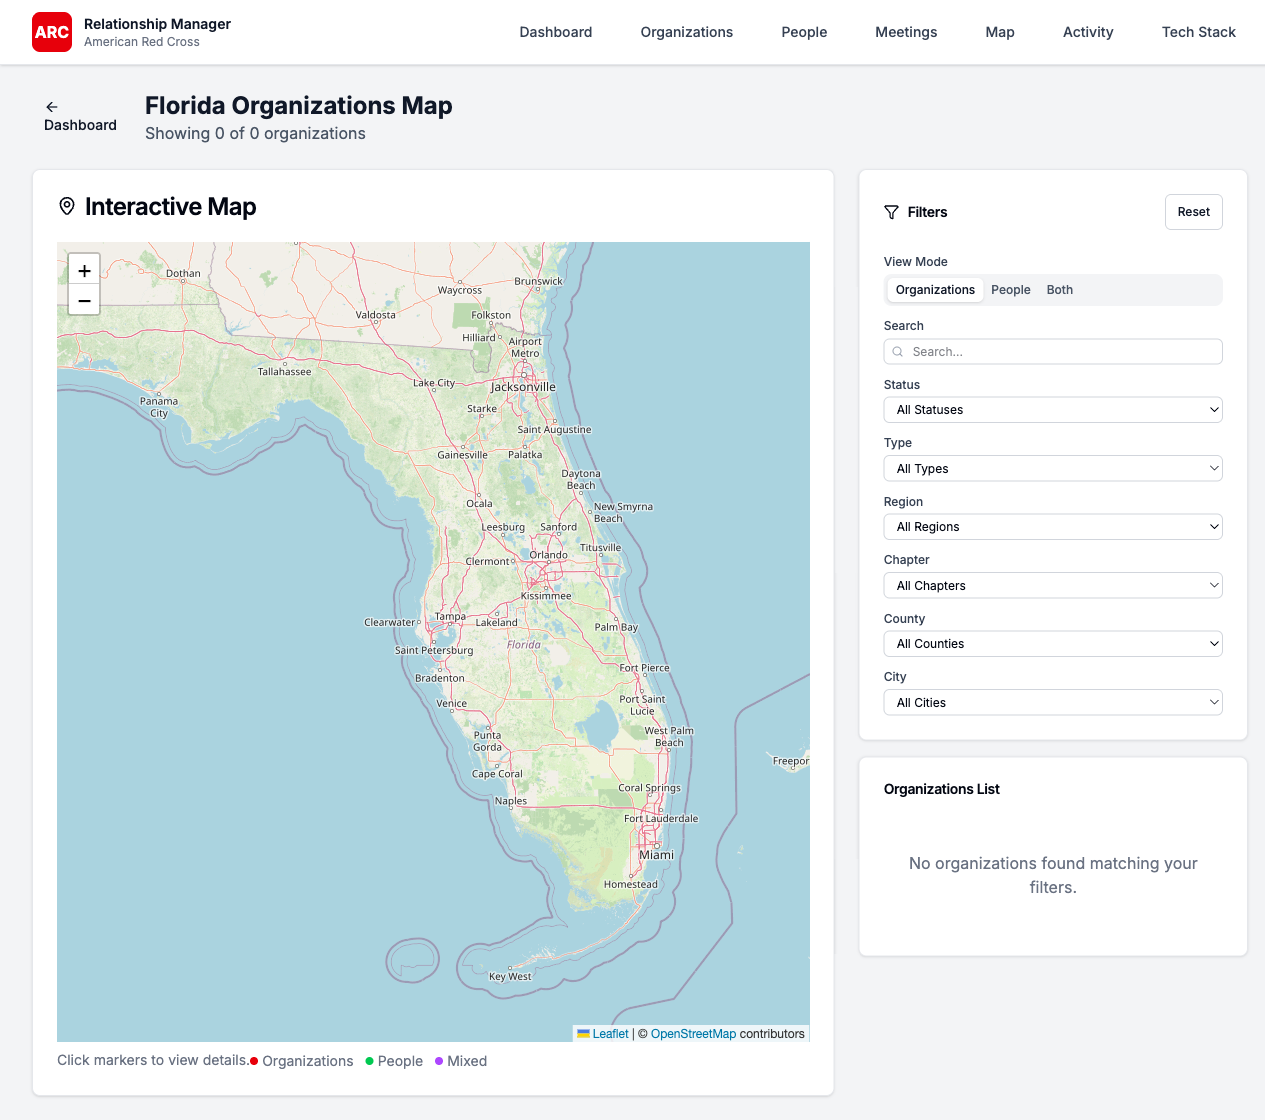 ARC
Relationship Manager
American Red Cross
Dashboard
Organizations
People
Meetings
Map
Activity
Tech Stack
← Dashboard
Florida Organizations Map
Showing 0 of 0 organizations
Interactive Map
+
−
Dothan
Waycross
Brunswick
Valdosta
Folkston
Hilliard
Airport
Metro
Tallahassee
Lake City
Jacksonville
Panama
City
Starke
Saint Augustine
Gainesville
Palatka
Daytona
Beach
Ocala
New Smyrna
Beach
Leesburg
Sanford
Titusville
Orlando
Clermont
Kissimmee
Clearwater
Tampa
Lakeland
Palm Bay
Florida
Saint Petersburg
Fort Pierce
Bradenton
Port Saint
Lucie
Venice
West Palm
Beach
Punta
Gorda
Freepor
Cape Coral
Coral Springs
Naples
Fort Lauderdale
Miami
Homestead
Key West
Leaflet | © OpenStreetMap contributors
Click markers to view details.
Organizations
People
Mixed
Filters
Reset
View Mode
Organizations
People
Both
Search
Search...
Status
All Statuses
Type
All Types
Region
All Regions
Chapter
All Chapters
County
All Counties
City
All Cities
Organizations List
No organizations found matching your
filters.